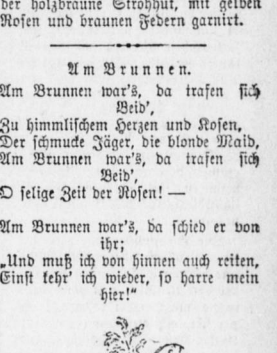 der holzbraune Strohhut, mit gelben
Rosen und braunen Federn garnirt.
Am Brunnen.
Am Brunnen war's, da trafen sich
Beid',
Zu himmlischem Herzen und Kosen,
Der schmucke Jäger, die blonde Maid,
Am Brunnen war's, da trafen sich
Beid',
O selige Zeit der Rosen! —
Am Brunnen war's, da schied er von
ihr;
„Und muß ich von hinnen auch reiten,
Einst kehr' ich wieder, so harre mein
hier!"